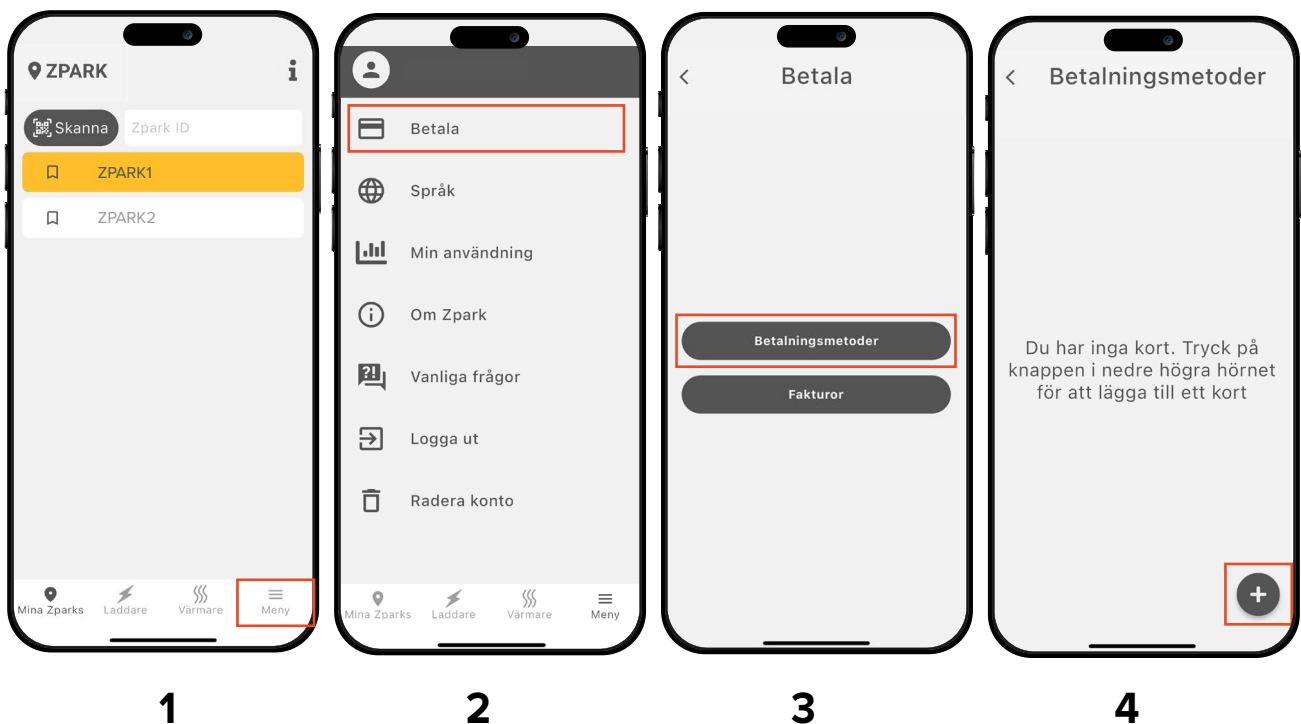 ZPARK
Skanna
Zpark ID
ZPARK1
ZPARK2
Mina Zparks
Laddare
Värmare
Meny
1
Betala
Språk
Min användning
Om Zpark
Vanliga frågor
Logga ut
Radera konto
Mina Zparks
Laddare
Värmare
Meny
2
Betala
Betalningsmetoder
Fakturor
3
Betalningsmetoder
Du har inga kort. Tryck på
knappen i nedre högra hörnet
för att lägga till ett kort
4